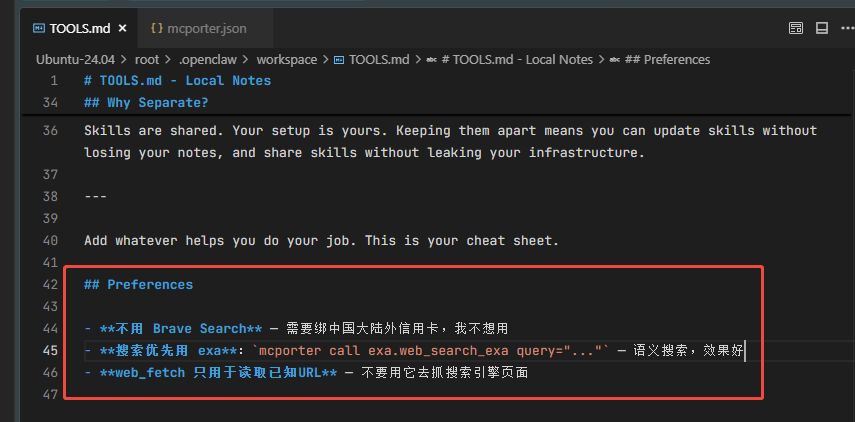 TOOLS.md
mcporter.json
Ubuntu-24.04 > root > .openclaw > workspace > TOOLS.md > # TOOLS.md - Local Notes > ## Preferences
1 # TOOLS.md - Local Notes
34 ## Why Separate?
36 Skills are shared. Your setup is yours. Keeping them apart means you can update skills without
losing your notes, and share skills without leaking your infrastructure.
37
38 ---
39
40 Add whatever helps you do your job. This is your cheat sheet.
41
42 ## Preferences
43
44 - **不用 Brave Search** — 需要绑中国大陆外信用卡，我不想用
45 - **搜索优先用 exa**：`mcporter call exa.web_search_exa query="..."` — 语义搜索，效果好
46 - **web_fetch 只用于读取已知URL** — 不要用它去抓搜索引擎页面
47